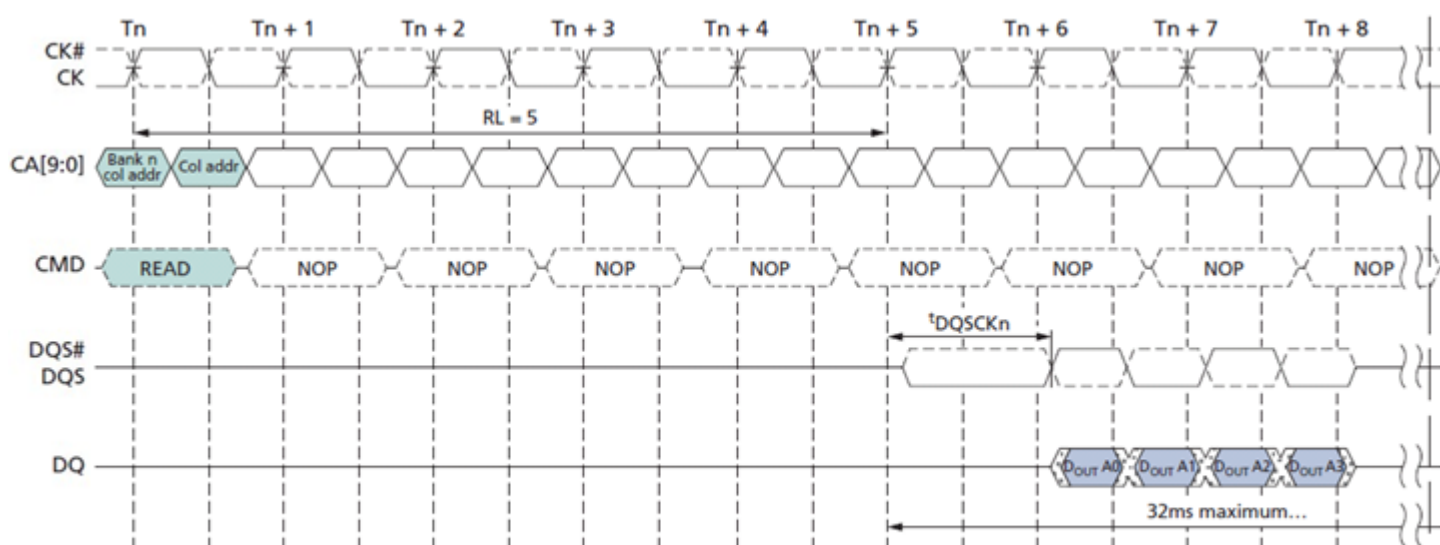 Tn Tn + 1 Tn + 2 Tn + 3 Tn + 4 Tn + 5 Tn + 6 Tn + 7 Tn + 8
CK#
CK
RL = 5
CA[9:0] Bank n col addr Col addr
CMD READ NOP NOP NOP NOP NOP NOP NOP NOP
tDQSCKn
DQS#
DQS
DQ DOUT A0 DOUT A1 DOUT A2 DOUT A3
32ms maximum…